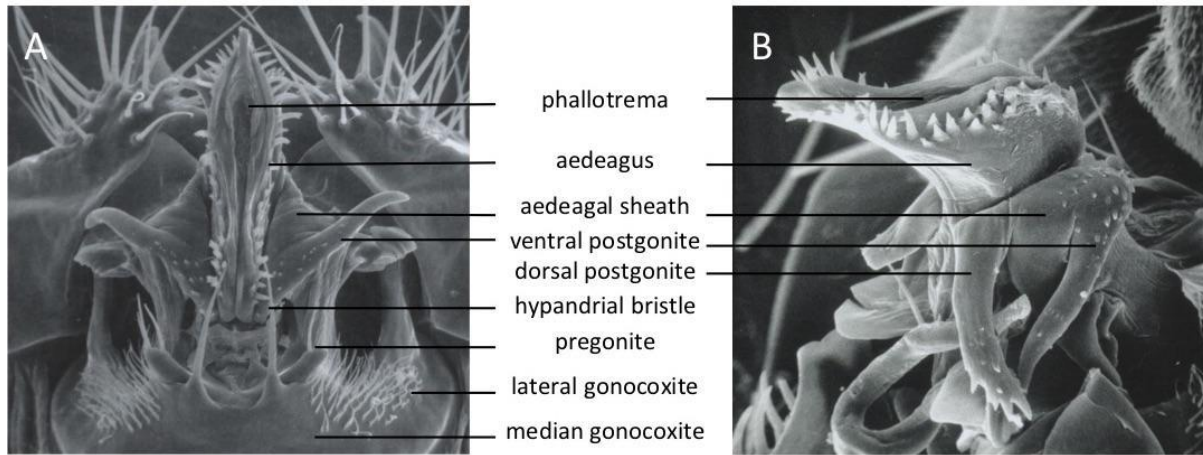 A
B
phallotrema
aedeagus
aedeagal sheath
ventral postgonite
dorsal postgonite
hypandrial bristle
pregonite
lateral gonocoxite
median gonocoxite